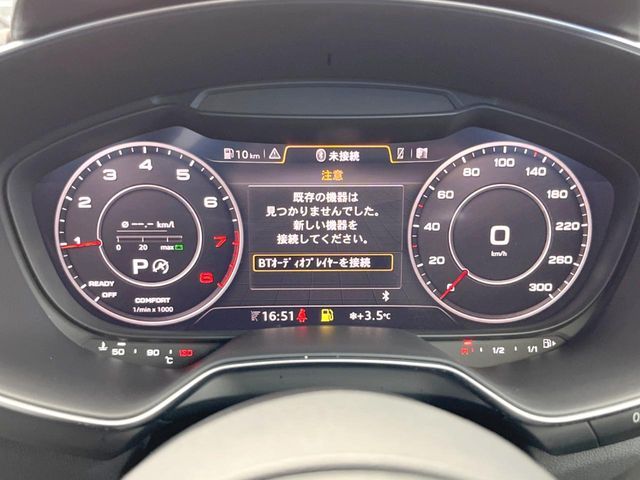 10km 未接続
注意
既存の機器は
見つかりませんでした。
新しい機器を
接続してください。
BTオーディオプレイヤーを接続
16:51 +3.5°C
1 2 3 4 5 6 7 8
Ø --,- km/l
0 20 max
P
READY
OFF
COMFORT
1/min x 1000
0 20 40 60 80 100 140 180 220 260 300
0
km/h
50 90 130
°C
1/2 1/1